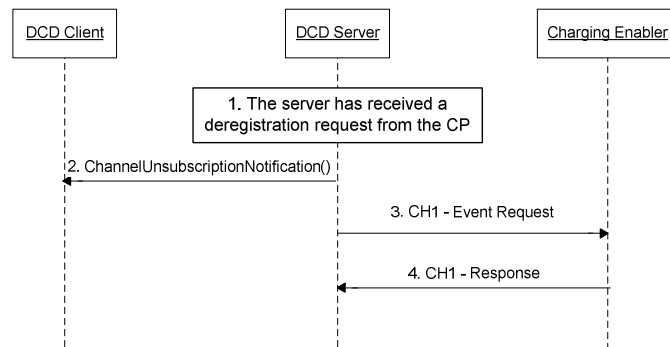 DCD Client
DCD Server
Charging Enabler
1. The server has received a
deregistration request from the CP
2. ChannelUnsubscriptionNotification()
3. CH1 - Event Request
4. CH1 - Response